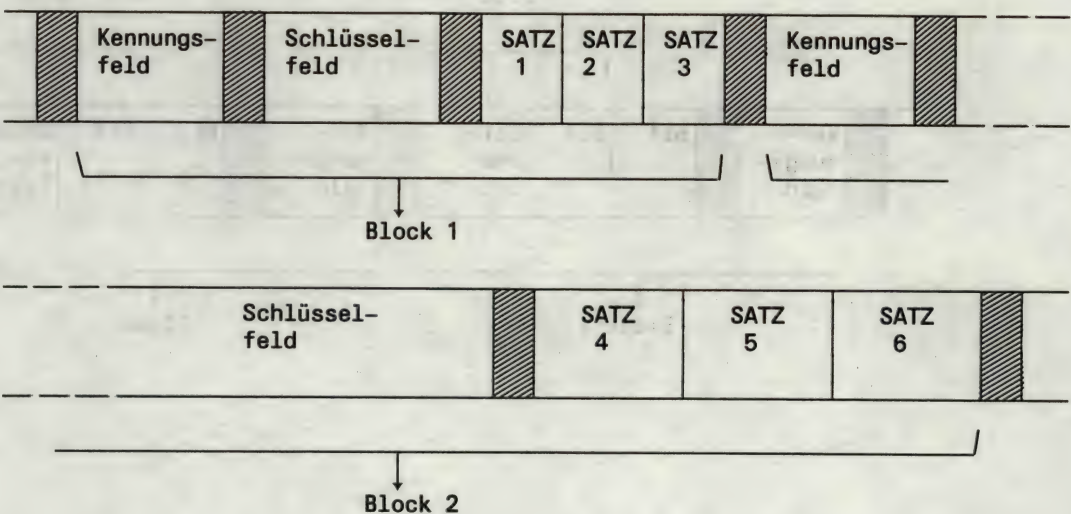 Kennungs-
feld
Schlüssel-
feld
SATZ
1
SATZ
2
SATZ
3
Kennungs-
feld
Block 1
Schlüssel-
feld
SATZ
4
SATZ
5
SATZ
6
Block 2